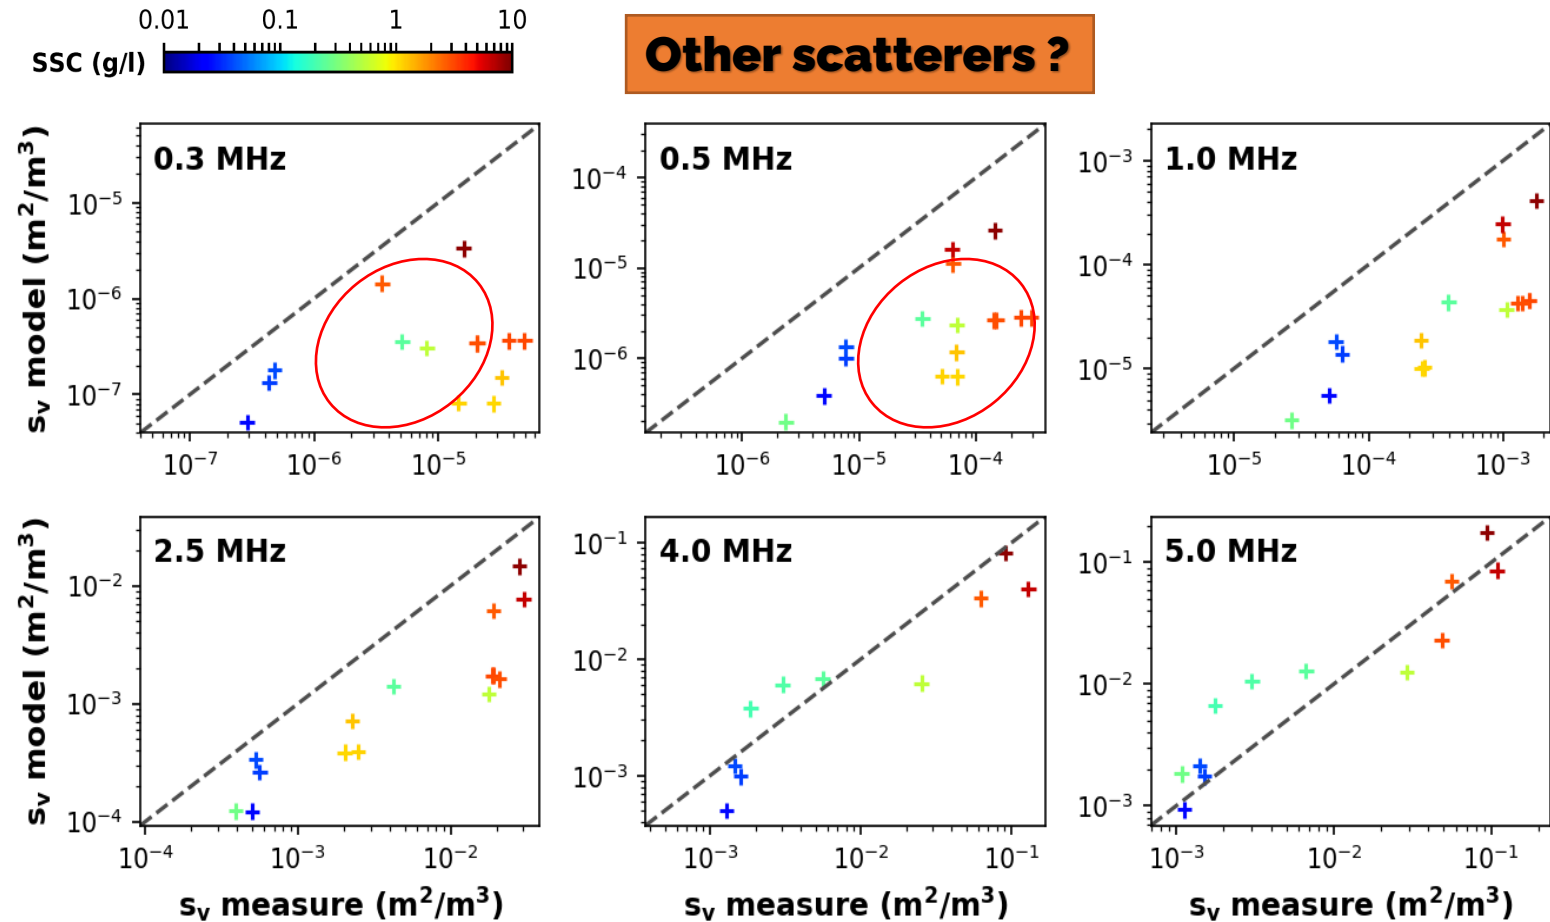 0.01 0.1 1 10
SSC (g/l)
Other scatterers ?
0.3 MHz
s_v model (m²/m³)
10⁻⁵
10⁻⁶
10⁻⁷
10⁻⁷ 10⁻⁶ 10⁻⁵
0.5 MHz
10⁻⁴
10⁻⁵
10⁻⁶
10⁻⁶ 10⁻⁵ 10⁻⁴
1.0 MHz
10⁻³
10⁻⁴
10⁻⁵
10⁻⁵ 10⁻⁴ 10⁻³
2.5 MHz
s_v model (m²/m³)
10⁻²
10⁻³
10⁻⁴
10⁻⁴ 10⁻³ 10⁻²
s_v measure (m²/m³)
4.0 MHz
10⁻¹
10⁻²
10⁻³
10⁻³ 10⁻² 10⁻¹
s_v measure (m²/m³)
5.0 MHz
10⁻¹
10⁻²
10⁻³
10⁻³ 10⁻² 10⁻¹
s_v measure (m²/m³)